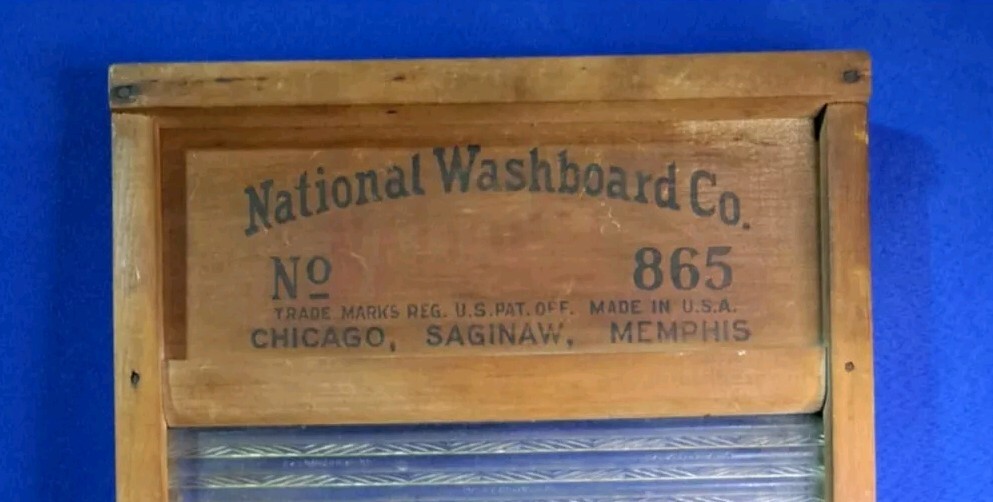 National Washboard Co.
No 865
TRADE MARKS REG. U.S. PAT. OFF. MADE IN U.S.A.
CHICAGO, SAGINAW, MEMPHIS